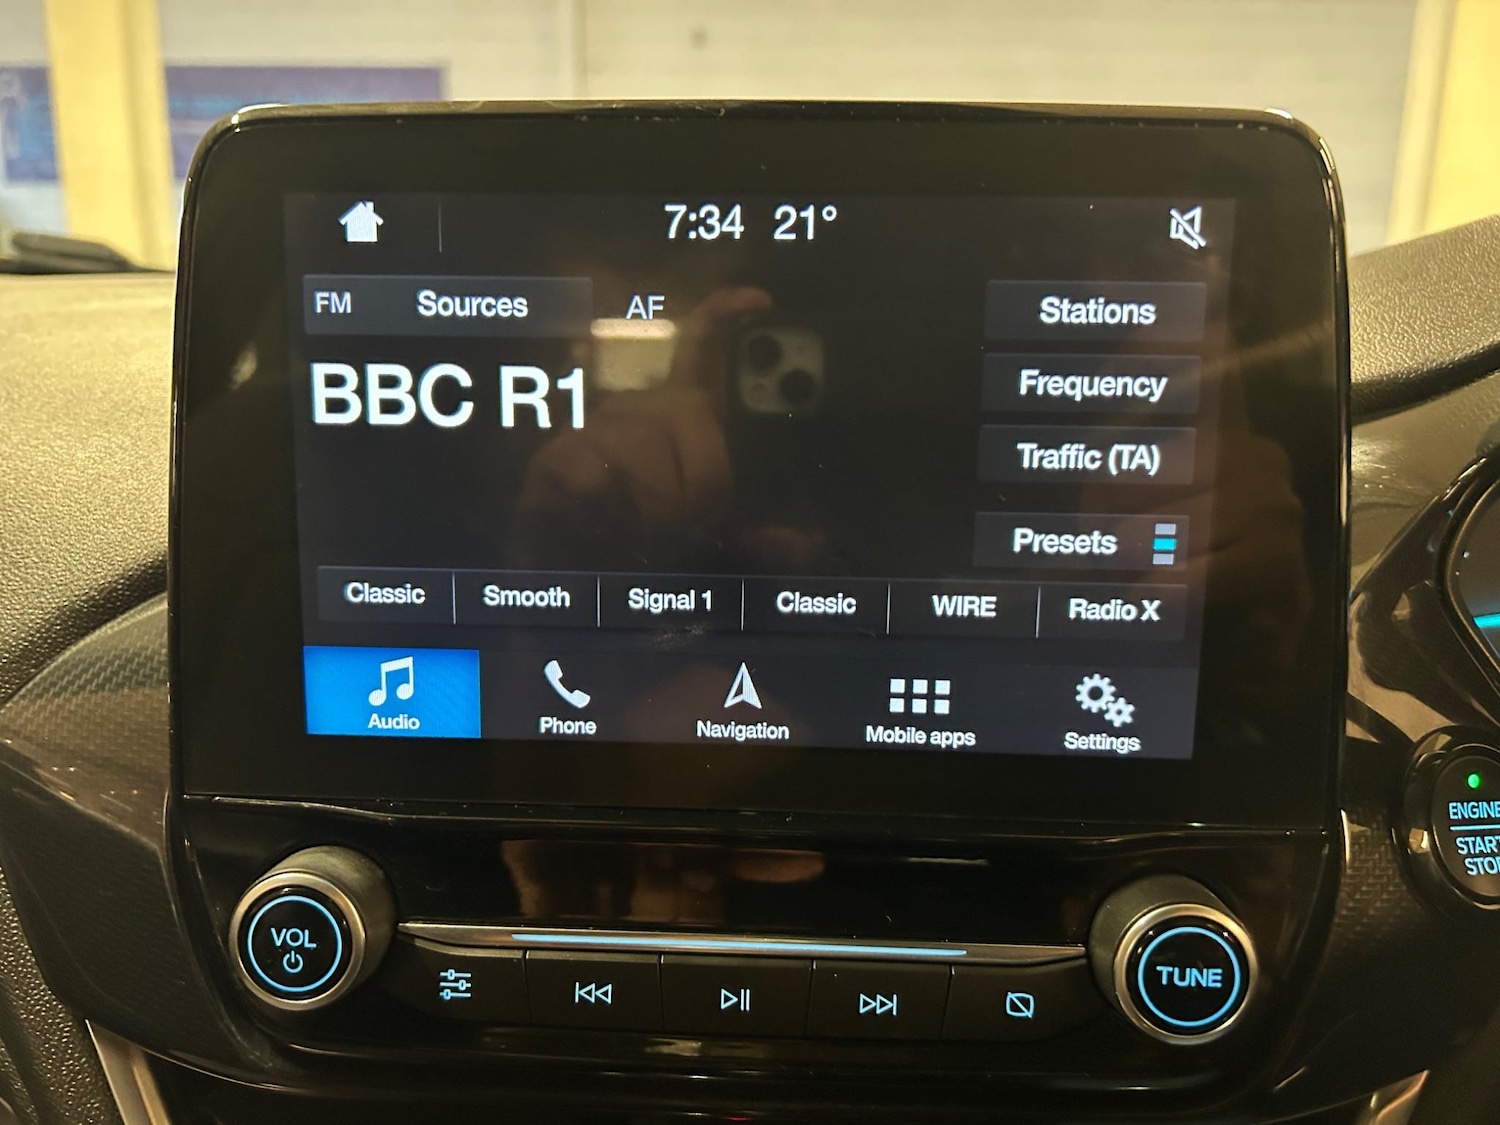 7:34 21°
FM Sources AF
Stations
BBC R1
Frequency
Traffic (TA)
Presets
Classic Smooth Signal 1 Classic WIRE Radio X
Audio Phone Navigation Mobile apps Settings
ENGINE
START
STOP
VOL
TUNE